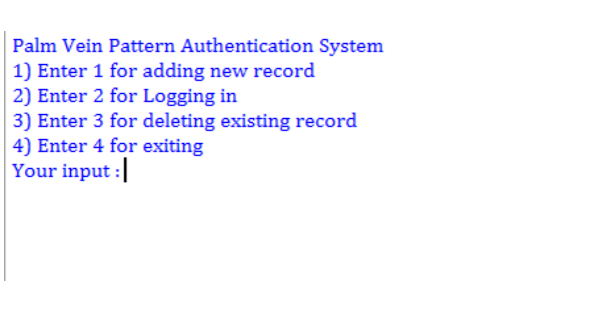 Palm Vein Pattern Authentication System
1) Enter 1 for adding new record
2) Enter 2 for Logging in
3) Enter 3 for deleting existing record
4) Enter 4 for exiting
Your input :